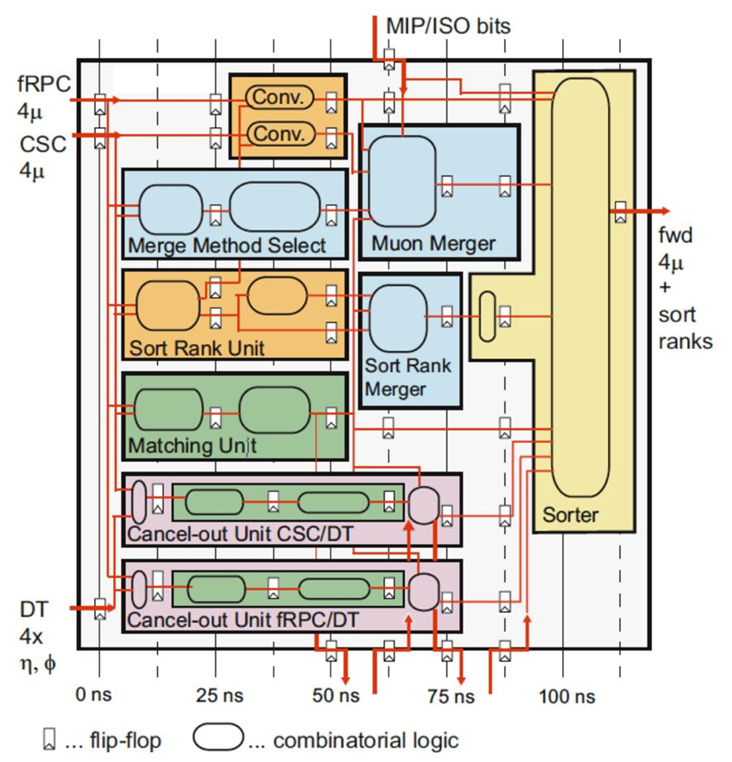 MIP/ISO bits
fRPC
4μ
CSC
4μ
Conv.
Conv.
Merge Method Select
Muon Merger
Sort Rank Unit
Sort Rank
Merger
Matching Unit
Cancel-out Unit CSC/DT
Cancel-out Unit fRPC/DT
Sorter
fwd
4μ
+
sort
ranks
DT
4x
η, ϕ
0 ns
25 ns
50 ns
75 ns
100 ns
... flip-flop
... combinatorial logic